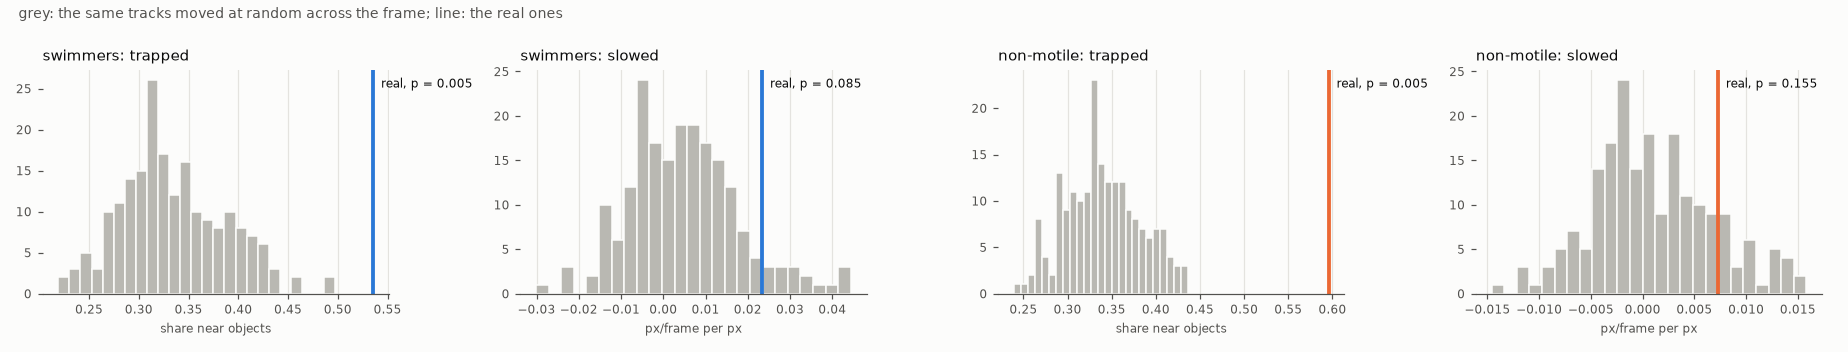 grey: the same tracks moved at random across the frame; line: the real ones
swimmers: trapped
real, p = 0.005
25
20
15
10
5
0
0.25 0.30 0.35 0.40 0.45 0.50 0.55
share near objects
swimmers: slowed
real, p = 0.085
25
20
15
10
5
0
−0.03 −0.02 −0.01 0.00 0.01 0.02 0.03 0.04
px/frame per px
non-motile: trapped
real, p = 0.005
20
15
10
5
0
0.25 0.30 0.35 0.40 0.45 0.50 0.55 0.60
share near objects
non-motile: slowed
real, p = 0.155
25
20
15
10
5
0
−0.015 −0.010 −0.005 0.000 0.005 0.010 0.015
px/frame per px